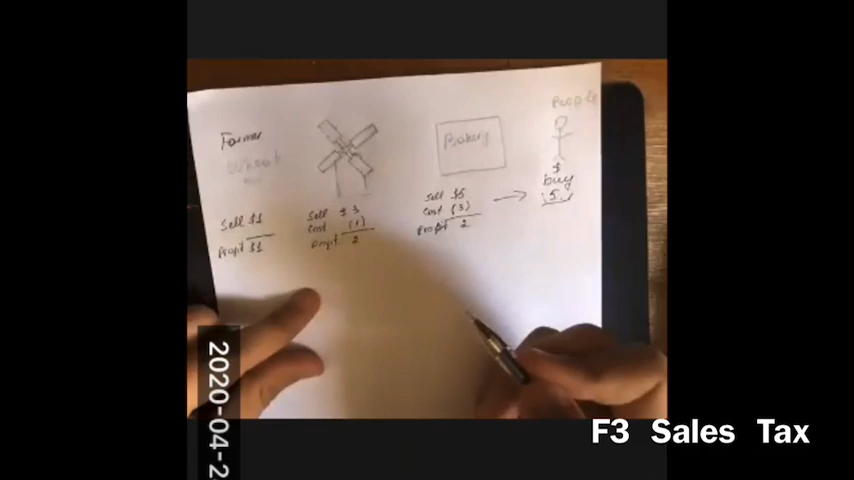 People
Farmer
Wheat
Bakery
$
buy
5
Sell $1
Profit $1
Sell $3
Cost (1)
Profit 2
Sell $5
Cost (3)
Profit 2
2020-04-2
F3 Sales Tax